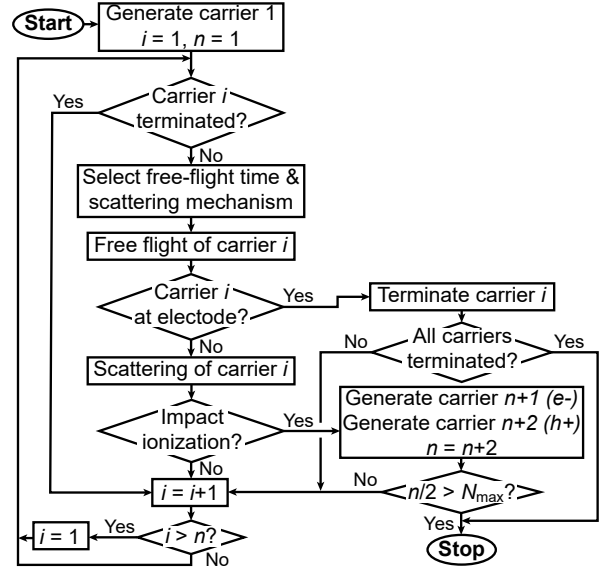 Start
Generate carrier 1
i = 1, n = 1
Yes
Carrier i
terminated?
No
Select free-flight time &
scattering mechanism
Free flight of carrier i
Carrier i
at electode?
Yes
Terminate carrier i
No
No
All carriers
terminated?
Yes
Scattering of carrier i
Impact
ionization?
Yes
Generate carrier n+1 (e-)
Generate carrier n+2 (h+)
n = n+2
No
i = i+1
No
n/2 > Nmax?
i = 1
Yes
i > n?
No
Yes
Stop